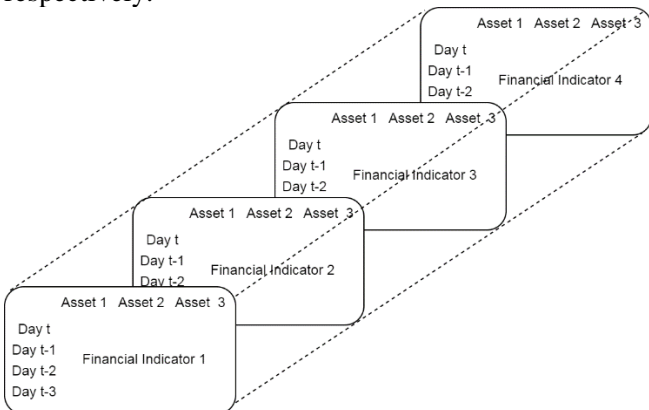 respectively.
Asset 1 Asset 2 Asset 3
Day t
Day t-1
Day t-2
Financial Indicator 4
Asset 1 Asset 2 Asset 3
Day t
Day t-1
Day t-2
Financial Indicator 3
Asset 1 Asset 2 Asset 3
Day t
Day t-1
Day t-2
Financial Indicator 2
Asset 1 Asset 2 Asset 3
Day t
Day t-1
Day t-2
Day t-3
Financial Indicator 1